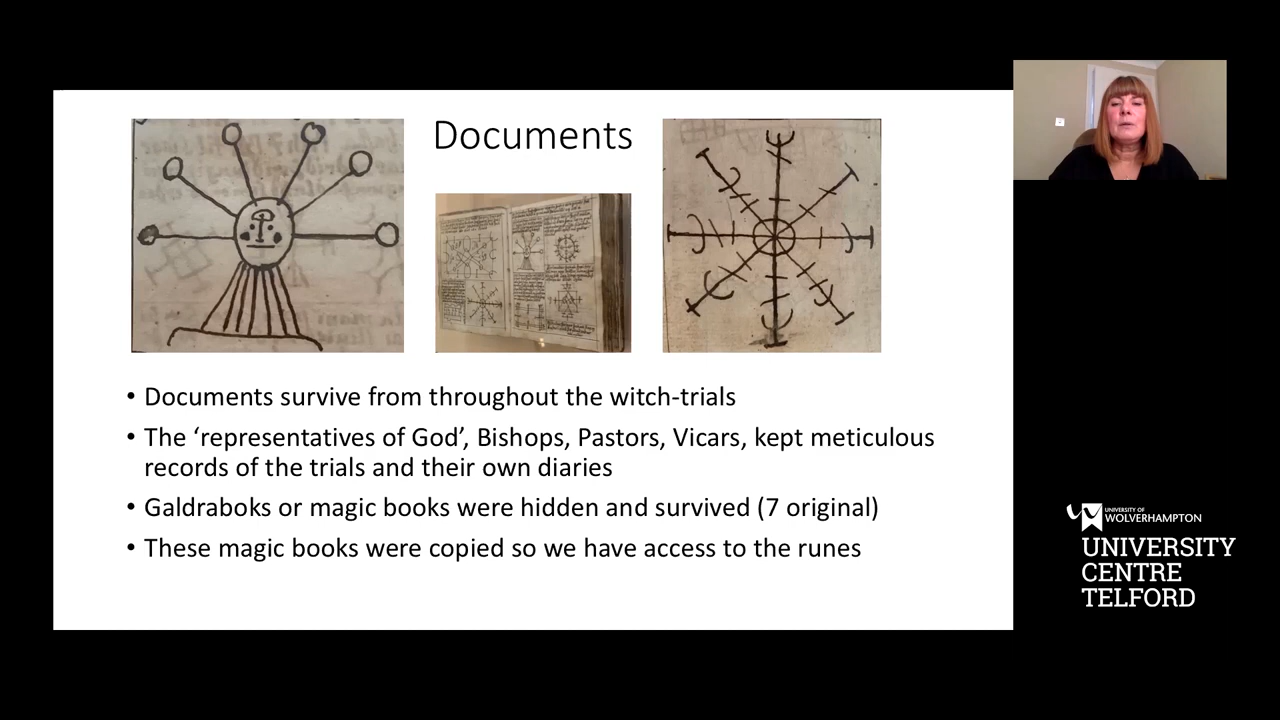 Documents
• Documents survive from throughout the witch-trials
• The ‘representatives of God’, Bishops, Pastors, Vicars, kept meticulous
records of the trials and their own diaries
• Galdraboks or magic books were hidden and survived (7 original)
• These magic books were copied so we have access to the runes
UNIVERSITY OF
WOLVERHAMPTON
UNIVERSITY
CENTRE
TELFORD